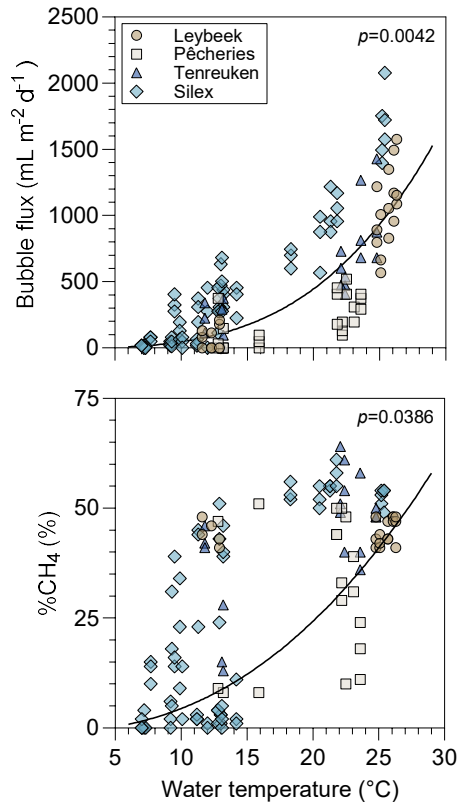 2500
2000
1500
1000
500
0
Bubble flux (mL m⁻² d⁻¹)
Leybeek
Pêcheries
Tenreuken
Silex
p=0.0042
75
50
25
0
%CH₄ (%)
p=0.0386
5 10 15 20 25 30
Water temperature (°C)